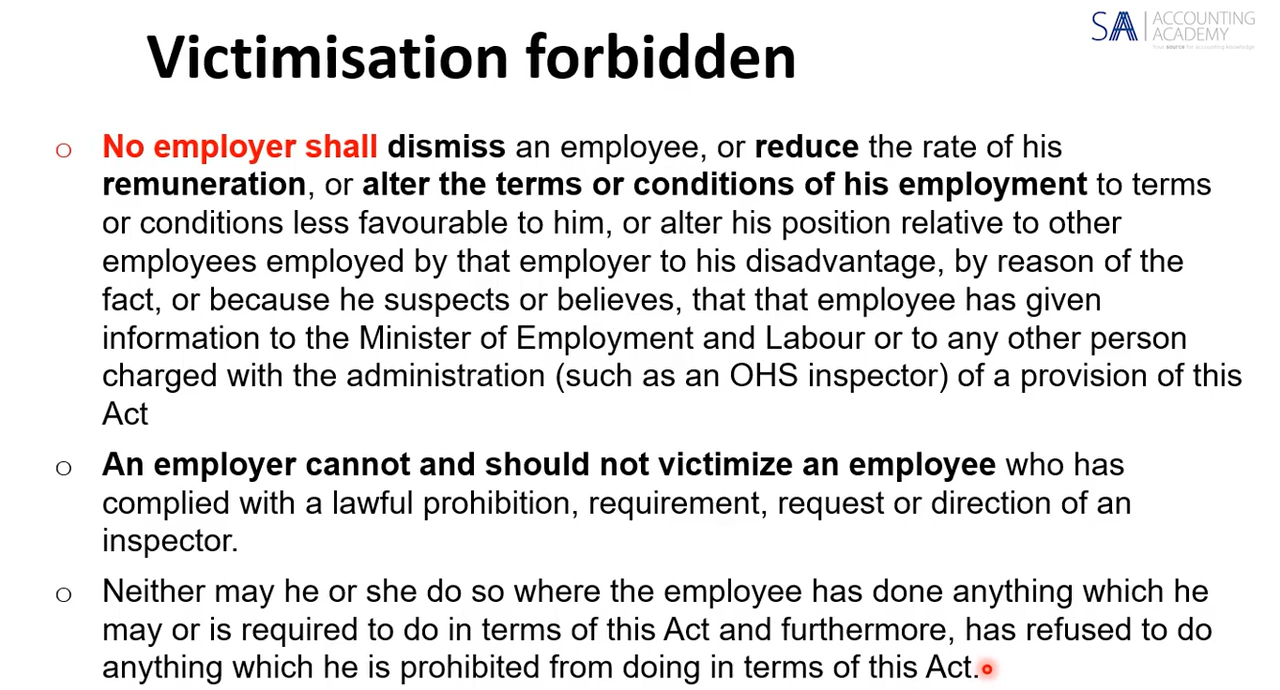 SAA ACCOUNTING
ACADEMY
Your source for accounting knowledge
Victimisation forbidden
o No employer shall dismiss an employee, or reduce the rate of his
remuneration, or alter the terms or conditions of his employment to terms
or conditions less favourable to him, or alter his position relative to other
employees employed by that employer to his disadvantage, by reason of the
fact, or because he suspects or believes, that that employee has given
information to the Minister of Employment and Labour or to any other person
charged with the administration (such as an OHS inspector) of a provision of this
Act
o An employer cannot and should not victimize an employee who has
complied with a lawful prohibition, requirement, request or direction of an
inspector.
o Neither may he or she do so where the employee has done anything which he
may or is required to do in terms of this Act and furthermore, has refused to do
anything which he is prohibited from doing in terms of this Act.